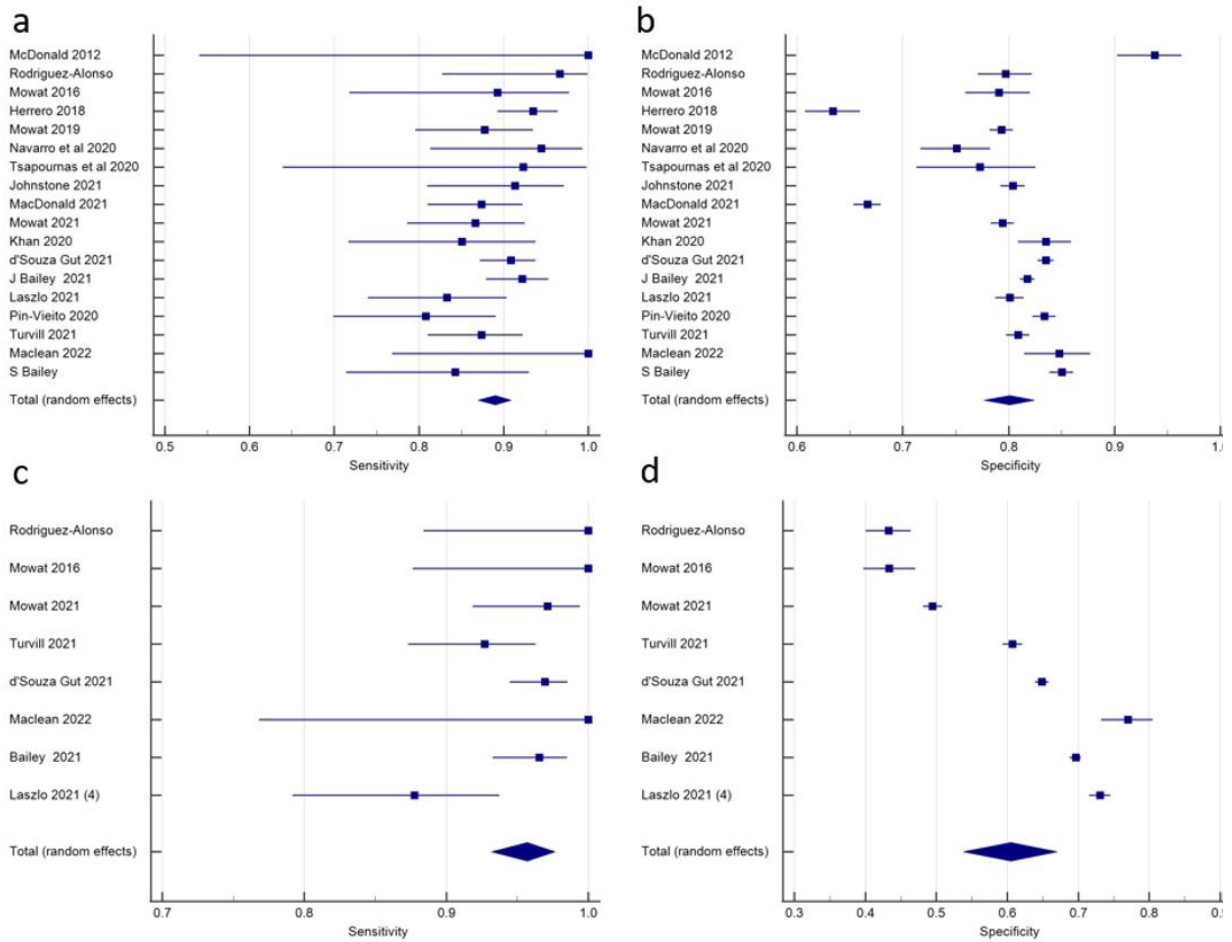 a
McDonald 2012
Rodriguez-Alonso
Mowat 2016
Herrero 2018
Mowat 2019
Navarro et al 2020
Tsapournas et al 2020
Johnstone 2021
MacDonald 2021
Mowat 2021
Khan 2020
d'Souza Gut 2021
J Bailey  2021
Laszlo 2021
Pin-Vieito 2020
Turvill 2021
Maclean 2022
S Bailey
Total (random effects)
0.5 0.6 0.7 0.8 0.9 1.0
Sensitivity
b
McDonald 2012
Rodriguez-Alonso
Mowat 2016
Herrero 2018
Mowat 2019
Navarro et al 2020
Tsapournas et al 2020
Johnstone 2021
MacDonald 2021
Mowat 2021
Khan 2020
d'Souza Gut 2021
J Bailey  2021
Laszlo 2021
Pin-Vieito 2020
Turvill 2021
Maclean 2022
S Bailey
Total (random effects)
0.6 0.7 0.8 0.9 1.0
Specificity
c
Rodriguez-Alonso
Mowat 2016
Mowat 2021
Turvill 2021
d'Souza Gut 2021
Maclean 2022
Bailey  2021
Laszlo 2021 (4)
Total (random effects)
0.7 0.8 0.9 1.0
Sensitivity
d
Rodriguez-Alonso
Mowat 2016
Mowat 2021
Turvill 2021
d'Souza Gut 2021
Maclean 2022
Bailey  2021
Laszlo 2021 (4)
Total (random effects)
0.3 0.4 0.5 0.6 0.7 0.8 0.9
Specificity